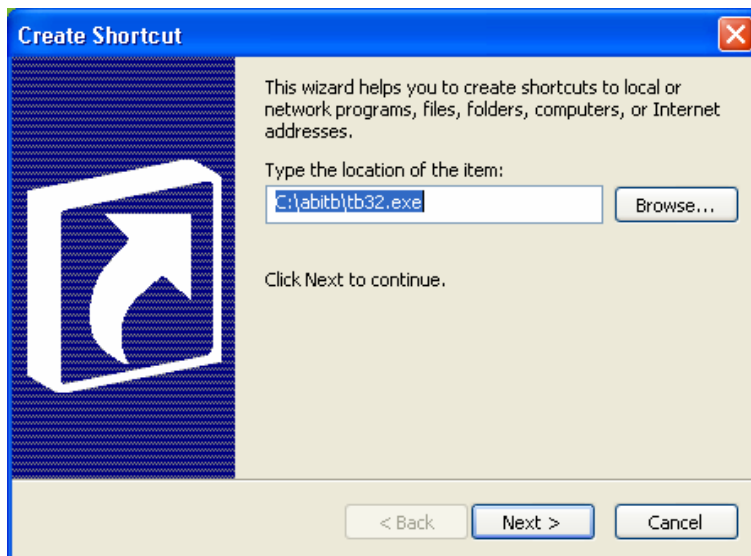 Create Shortcut
This wizard helps you to create shortcuts to local or
network programs, files, folders, computers, or Internet
addresses.
Type the location of the item:
C:\abitb\tb32.exe
Browse...
Click Next to continue.
< Back
Next >
Cancel